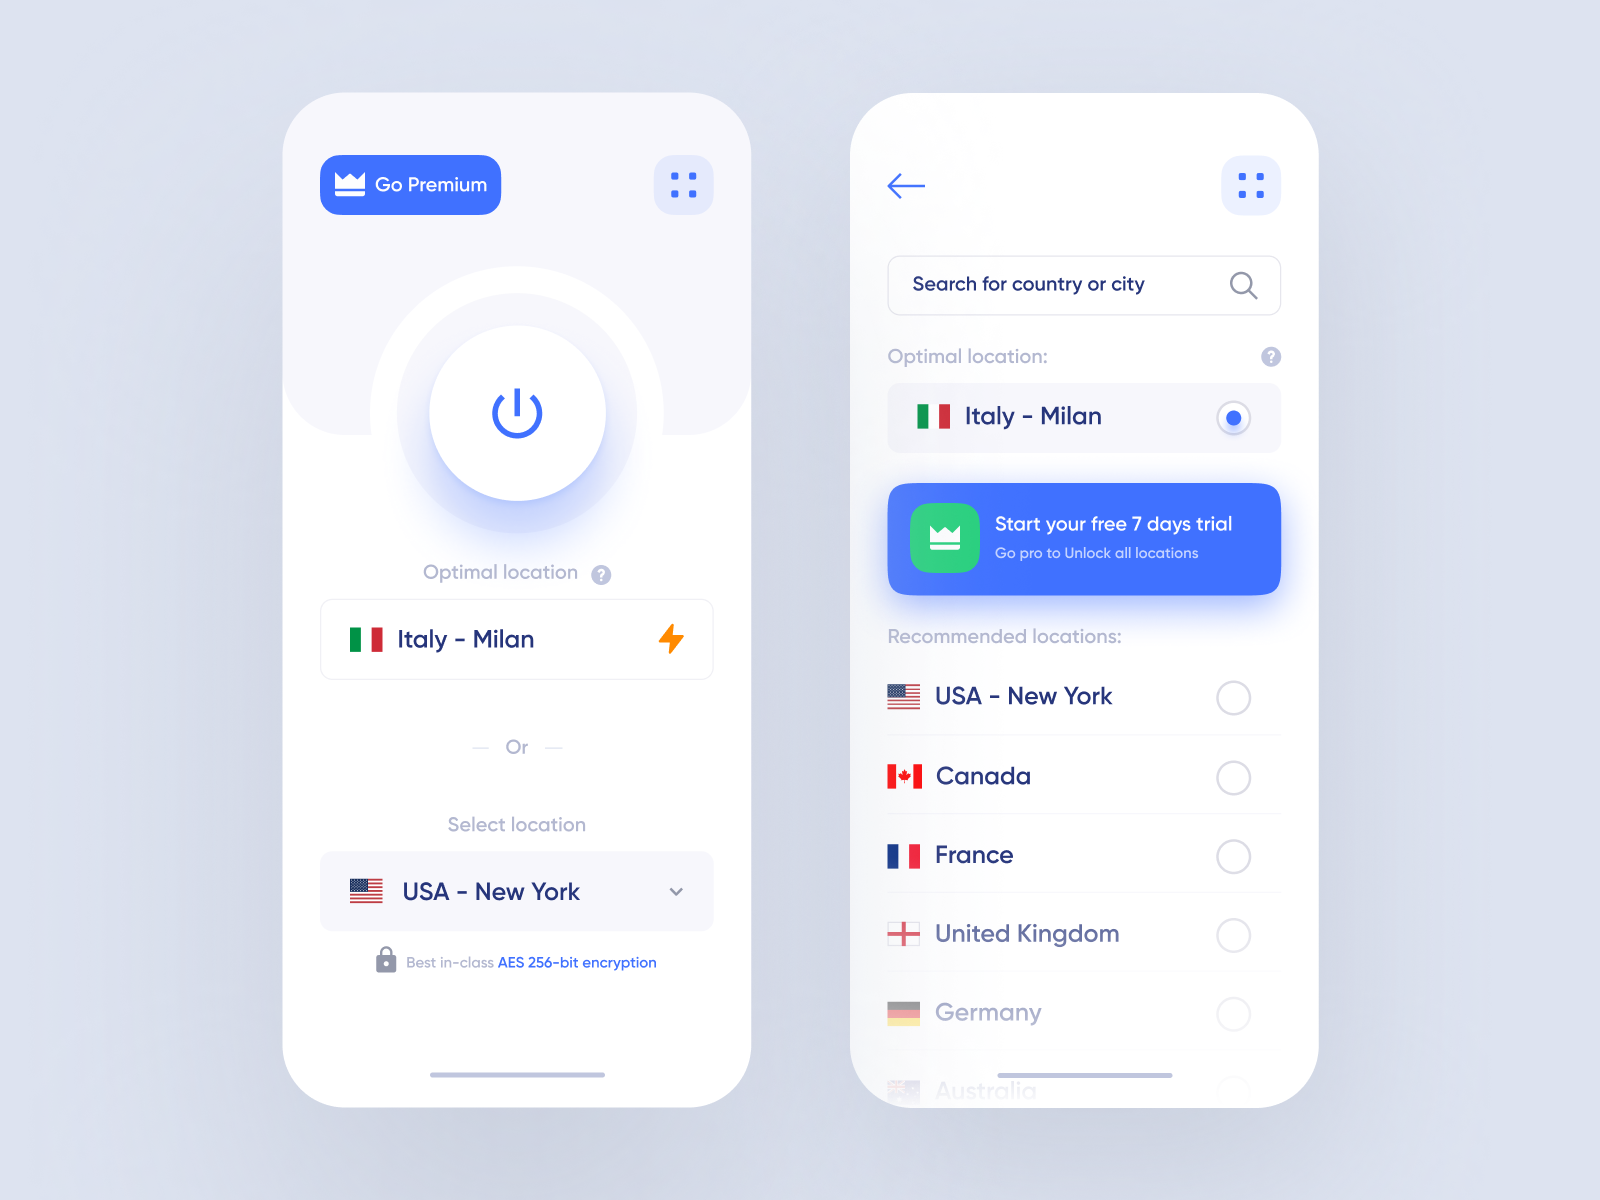 Go Premium
Optimal location ?
Italy - Milan
Or
Select location
USA - New York
Best in-class AES 256-bit encryption
Search for country or city
Optimal location: ?
Italy - Milan
Start your free 7 days trial
Go pro to Unlock all locations
Recommended locations:
USA - New York
Canada
France
United Kingdom
Germany
Australia